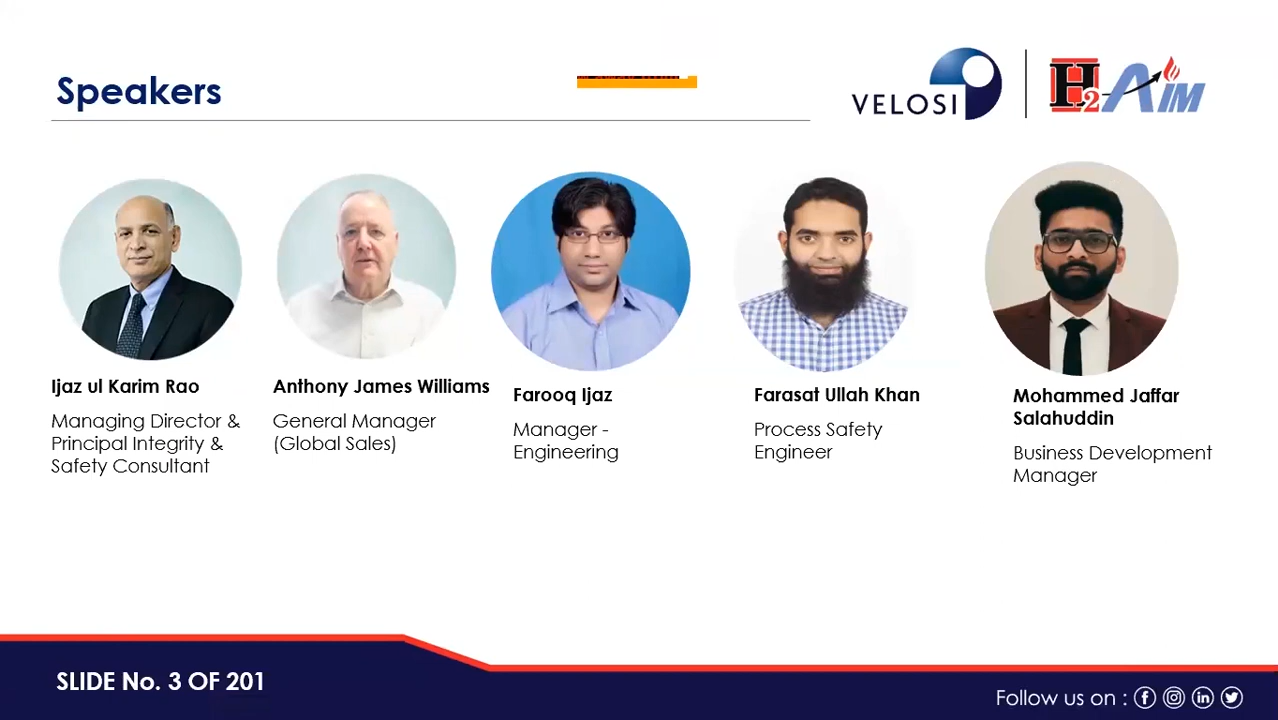 Speakers
VELOSI
H2AIM
Ijaz ul Karim Rao
Managing Director &
Principal Integrity &
Safety Consultant
Anthony James Williams
General Manager
(Global Sales)
Farooq Ijaz
Manager -
Engineering
Farasat Ullah Khan
Process Safety
Engineer
Mohammed Jaffar
Salahuddin
Business Development
Manager
SLIDE No. 3 OF 201
Follow us on :